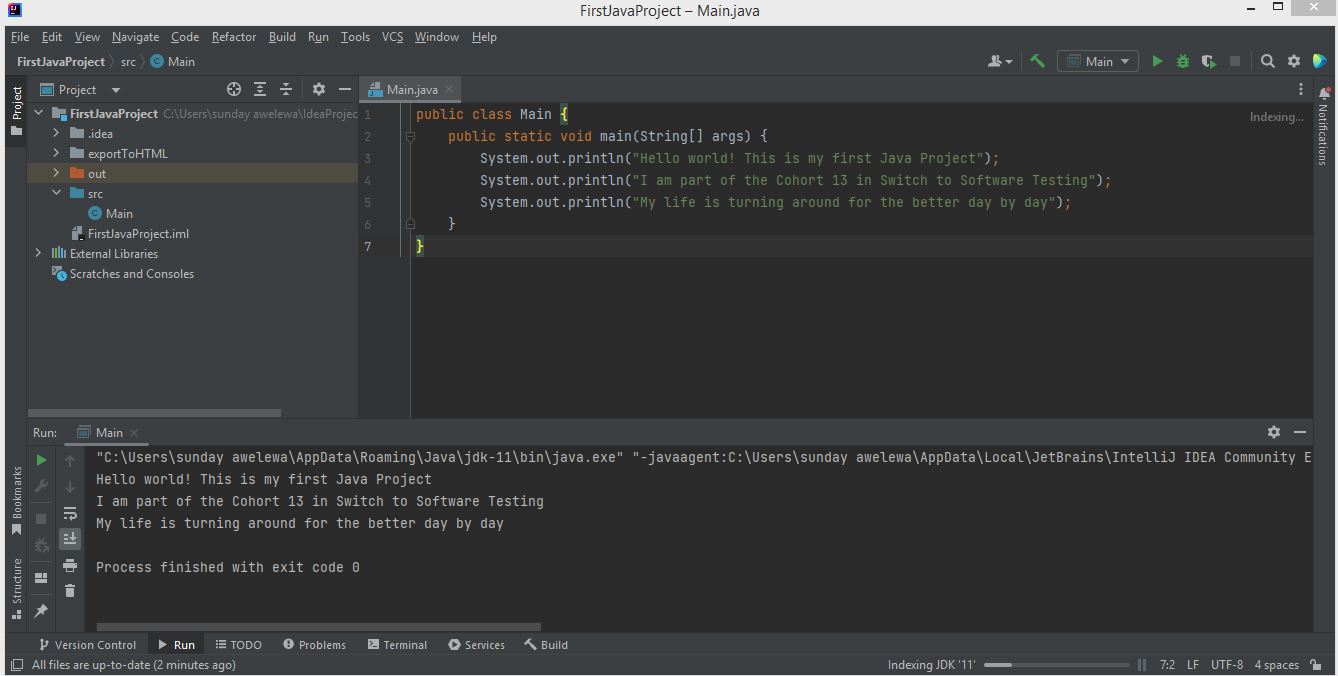 FirstJavaProject – Main.java
File Edit View Navigate Code Refactor Build Run Tools VCS Window Help
FirstJavaProject src Main
Main
Project
Project
FirstJavaProject C:\Users\sunday awelewa\IdeaProjec
.idea
exportToHTML
out
src
Main
FirstJavaProject.iml
External Libraries
Scratches and Consoles
Main.java
Indexing...
1 public class Main {
2 public static void main(String[] args) {
3 System.out.println("Hello world! This is my first Java Project");
4 System.out.println("I am part of the Cohort 13 in Switch to Software Testing");
5 System.out.println("My life is turning around for the better day by day");
6 }
7 }
Notifications
Run: Main
"C:\Users\sunday awelewa\AppData\Roaming\Java\jdk-11\bin\java.exe" "-javaagent:C:\Users\sunday awelewa\AppData\Local\JetBrains\IntelliJ IDEA Community E
Hello world! This is my first Java Project
I am part of the Cohort 13 in Switch to Software Testing
My life is turning around for the better day by day
Process finished with exit code 0
Bookmarks
Structure
Version Control Run TODO Problems Terminal Services Build
All files are up-to-date (2 minutes ago)
Indexing JDK '11' 7:2 LF UTF-8 4 spaces